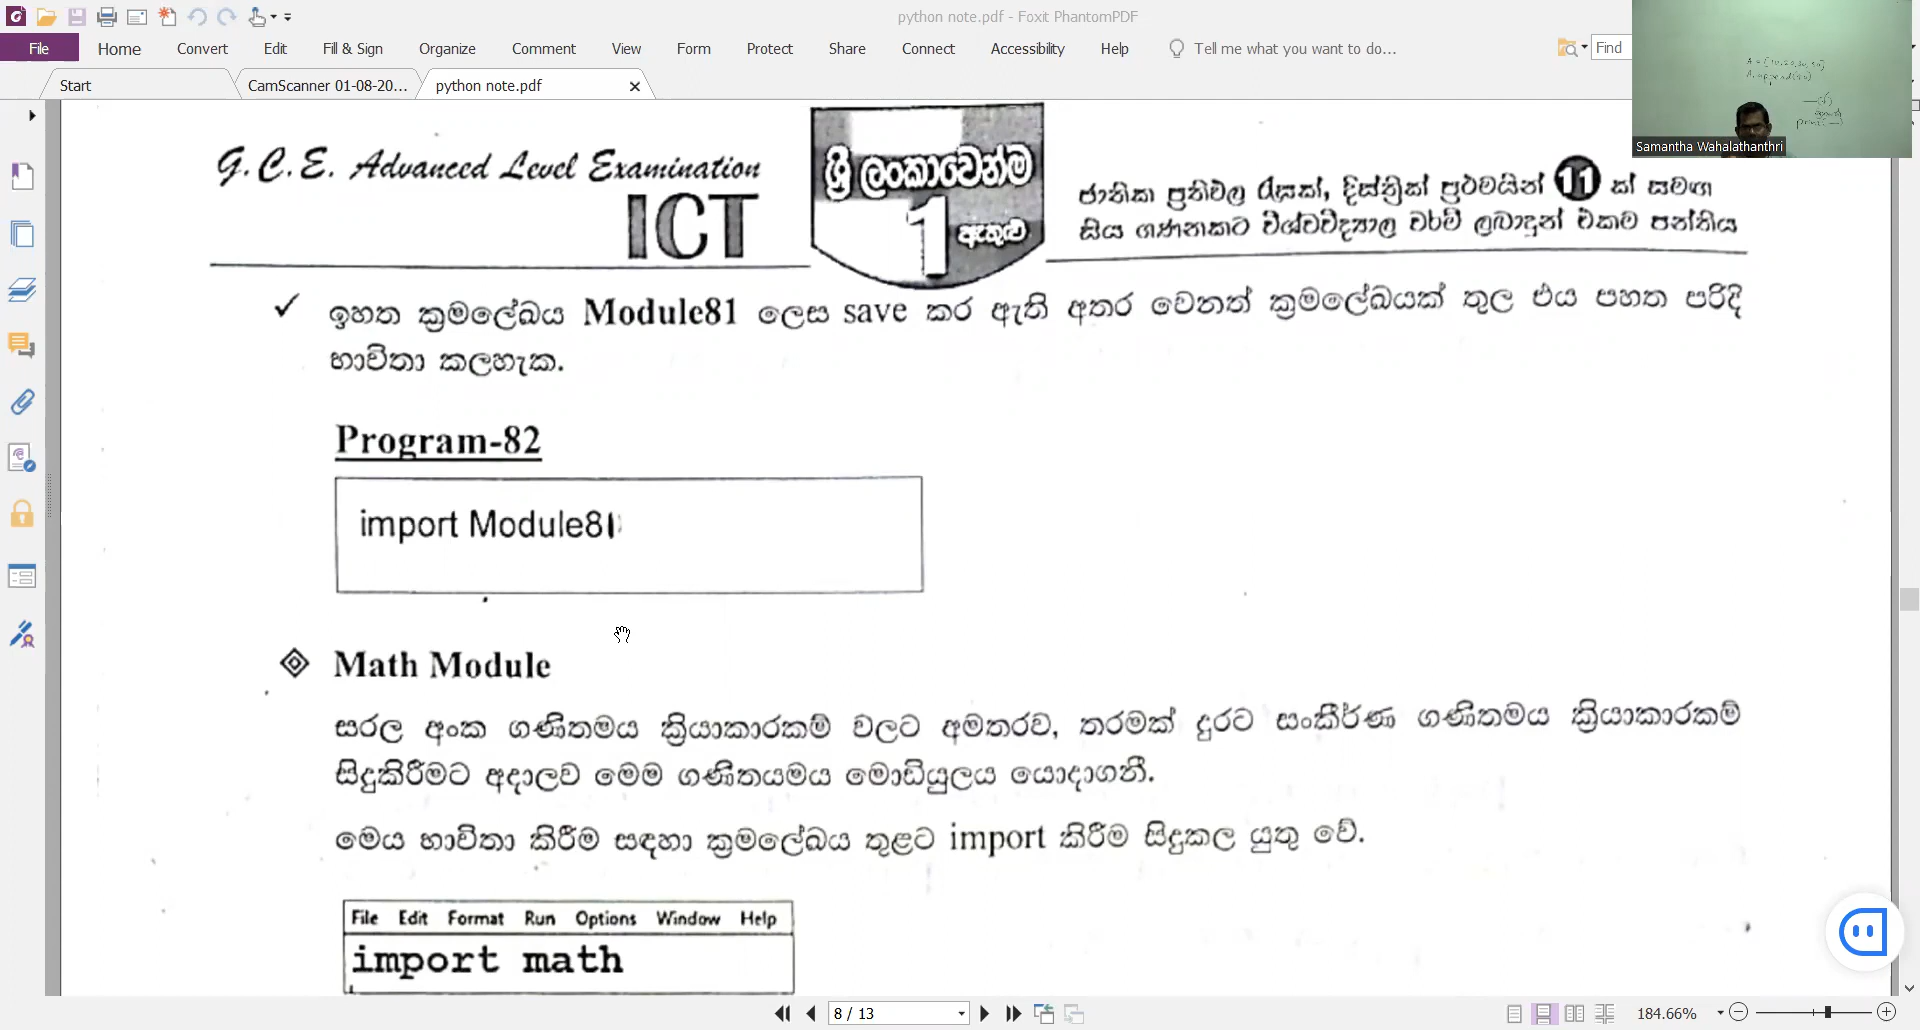 python note.pdf - Foxit PhantomPDF
File Home Convert Edit Fill & Sign Organize Comment View Form Protect Share Connect Accessibility Help Tell me what you want to do... Find
Start CamScanner 01-08-20... python note.pdf
G.C.E. Advanced Level Examination
ICT
ශ්‍රී ලංකාවෙන්ම
1 ඇතුළු
ජාතික ප්‍රතිඵල රැසක්, දිස්ත්‍රික් ප්‍රථමයින් 11 ක් සමඟ
සිය ගණනකට විශ්වවිද්‍යාල වරම් ලබාදුන් එකම පන්තිය
Samantha Wahalathanthri
✓ ඉහත ක්‍රමලේඛය Module81 ලෙස save කර ඇති අතර වෙනත් ක්‍රමලේඛයක් තුල එය පහත පරිදි
භාවිතා කලහැක.
Program-82
import Module81
Math Module
සරල අංක ගණිතමය ක්‍රියාකාරකම් වලට අමතරව, තරමක් දුරට සංකීර්ණ ගණිතමය ක්‍රියාකාරකම්
සිදුකිරීමට අදාලව මෙම ගණිතයමය මොඩියුලය යොදාගනී.
මෙය භාවිතා කිරීම සඳහා ක්‍රමලේඛය තුළට import කිරීම සිදුකල යුතු වේ.
File Edit Format Run Options Window Help
import math
8 / 13
184.66%